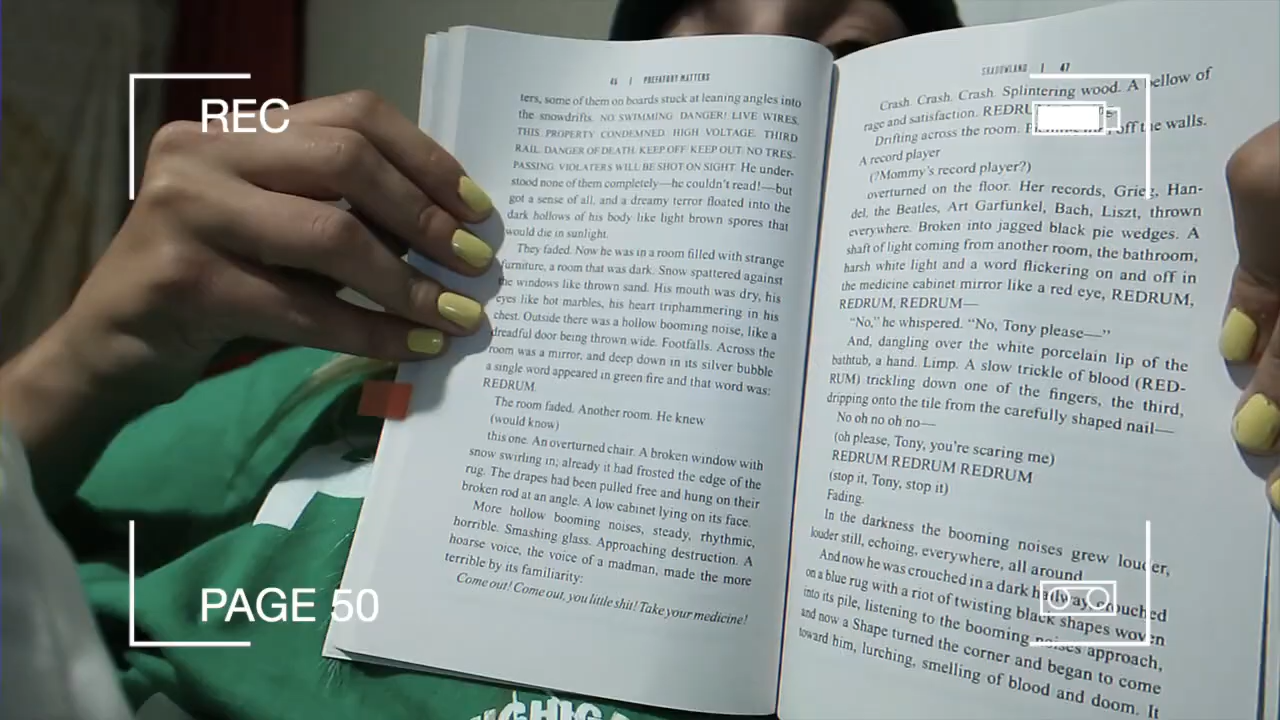 REC
PAGE 50
46 | PREFATORY MATTERS
ters, some of them on boards stuck at leaning angles into
the snowdrifts. NO SWIMMING. DANGER! LIVE WIRES.
THIS PROPERTY CONDEMNED. HIGH VOLTAGE. THIRD
RAIL. DANGER OF DEATH. KEEP OFF. KEEP OUT. NO TRES-
PASSING. VIOLATERS WILL BE SHOT ON SIGHT. He under-
stood none of them completely—he couldn't read!—but
got a sense of all, and a dreamy terror floated into the
dark hollows of his body like light brown spores that
would die in sunlight.
They faded. Now he was in a room filled with strange
furniture, a room that was dark. Snow spattered against
the windows like thrown sand. His mouth was dry, his
eyes like hot marbles, his heart triphammering in his
chest. Outside there was a hollow booming noise, like a
dreadful door being thrown wide. Footfalls. Across the
room was a mirror, and deep down in its silver bubble
a single word appeared in green fire and that word was:
REDRUM.
The room faded. Another room. He knew
(would know)
this one. An overturned chair. A broken window with
snow swirling in; already it had frosted the edge of the
rug. The drapes had been pulled free and hung on their
broken rod at an angle. A low cabinet lying on its face.
More hollow booming noises, steady, rhythmic,
horrible. Smashing glass. Approaching destruction. A
hoarse voice, the voice of a madman, made the more
terrible by its familiarity:
Come out! Come out, you little shit! Take your medicine!
SHADOWLAND | 47
Crash. Crash. Crash. Splintering wood. A bellow of
rage and satisfaction.
Drifting across the room. off the walls.
A record player
(?Mommy's record player?)
overturned on the floor. Her records, Grieg, Han-
del, the Beatles, Art Garfunkel, Bach, Liszt, thrown
everywhere. Broken into jagged black pie wedges. A
shaft of light coming from another room, the bathroom,
harsh white light and a word flickering on and off in
the medicine cabinet mirror like a red eye, REDRUM,
REDRUM, REDRUM—
"No," he whispered. "No, Tony please—"
And, dangling over the white porcelain lip of the
bathtub, a hand. Limp. A slow trickle of blood (RED-
RUM) trickling down one of the fingers, the third,
dripping onto the tile from the carefully shaped nail—
No oh no oh no—
(oh please, Tony, you're scaring me)
REDRUM REDRUM REDRUM
(stop it, Tony, stop it)
Fading.
In the darkness the booming noises grew louder,
louder still, echoing, everywhere, all around.
And now he was crouched in a dark hallway, crouched
on a blue rug with a riot of twisting black shapes woven
into its pile, listening to the booming noises approach,
and now a Shape turned the corner and began to come
toward him, lurching, smelling of blood and doom. It